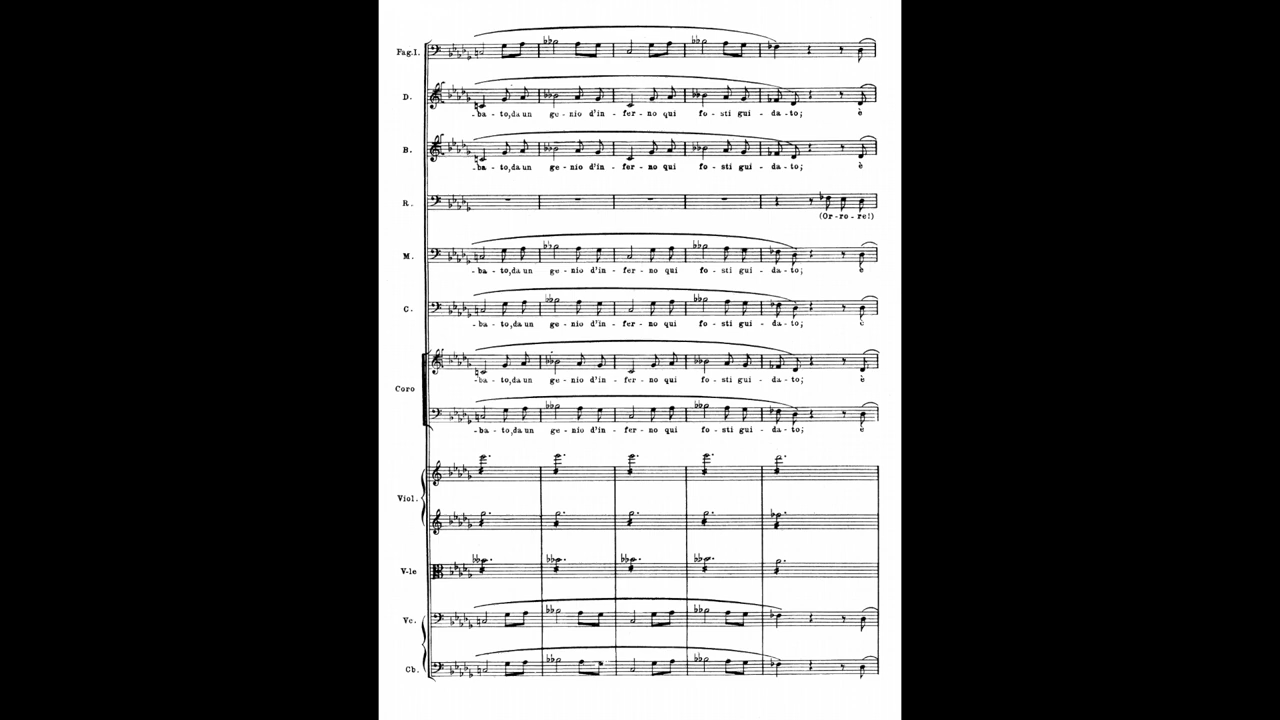 Fag.I.
D.
-ba-to,da un ge-nio d'in-fer-no qui fo-sti gui-da-to; è
B.
-ba-to,da un ge-nio d'in-fer-no qui fo-sti gui-da-to; è
R.
(Or-ro-re!)
M.
-ba-to,da un ge-nio d'in-fer-no qui fo-sti gui-da-to; è
C.
-ba-to,da un ge-nio d'in-fer-no qui fo-sti gui-da-to; è
Coro
-ba-to,da un ge-nio d'in-fer-no qui fo-sti gui-da-to; è
-ba-to,da un ge-nio d'in-fer-no qui fo-sti gui-da-to; è
Viol.
V-le
Vc.
Cb.